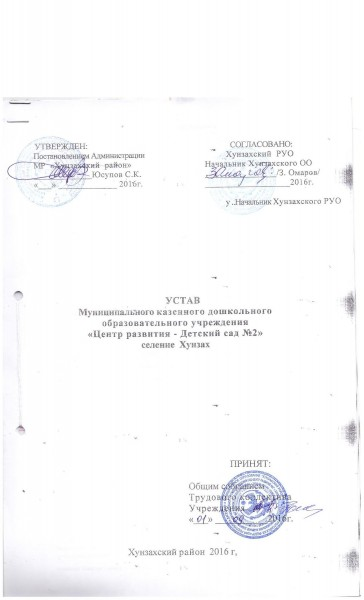 УТВЕРЖДЕН:
Постановлением Администрации
МР «Хунзахский район»
Юсупов С.К.
«___»______________2016г.
СОГЛАСОВАНО:
Хунзахский РУО
Начальник Хунзахского ОО
/З. Омаров/
2016г.
у .Начальник Хунзахского РУО
УСТАВ
Муниципального казенного дошкольного
образовательного учреждения
«Центр развития - Детский сад №2»
селение Хунзах
ПРИНЯТ:
Общим собранием
Трудового коллектива
Учреждения
«01» 2016г.
Хунзахский район 2016 г,